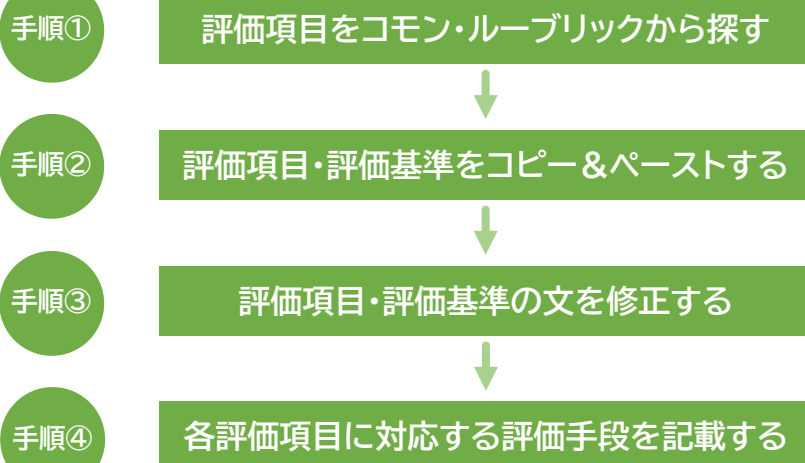 手順①
評価項目をコモン・ルーブリックから探す
手順②
評価項目・評価基準をコピー＆ペーストする
手順③
評価項目・評価基準の文を修正する
手順④
各評価項目に対応する評価手段を記載する